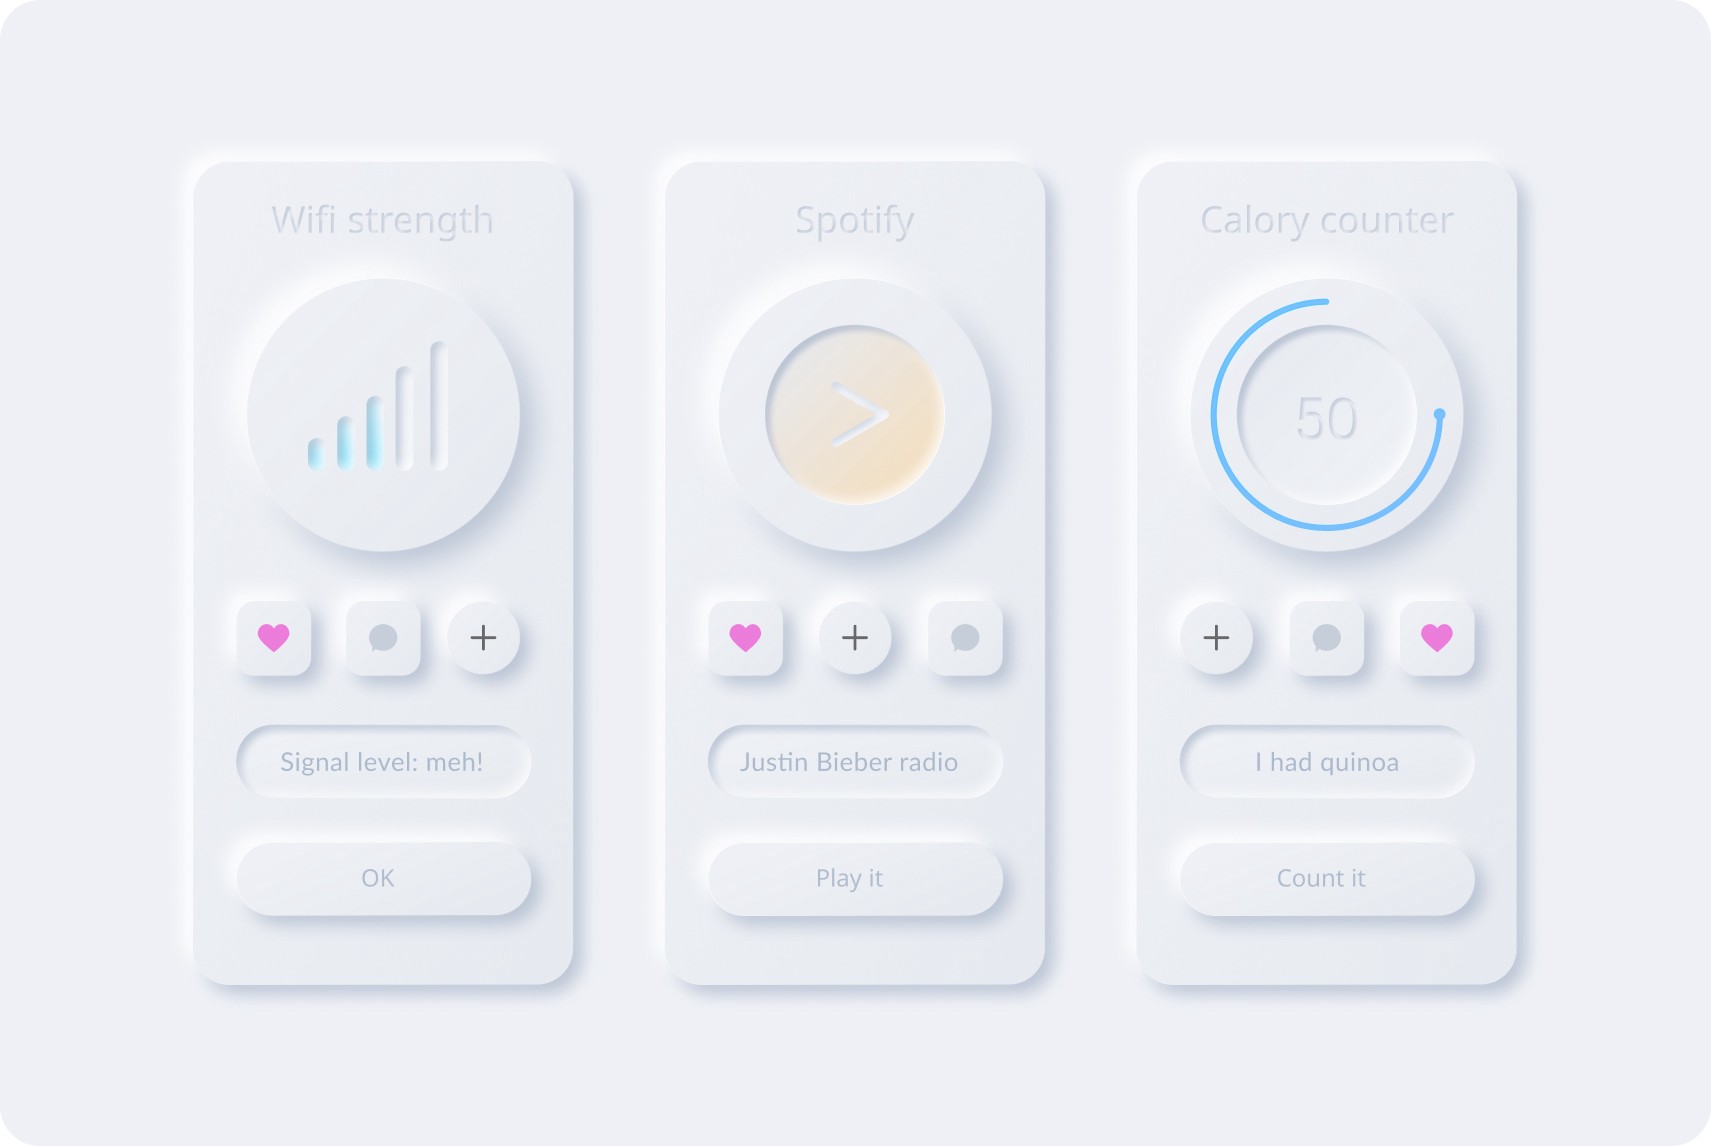 Wifi strength
Signal level: meh!
OK
Spotify
Justin Bieber radio
Play it
Calory counter
50
I had quinoa
Count it